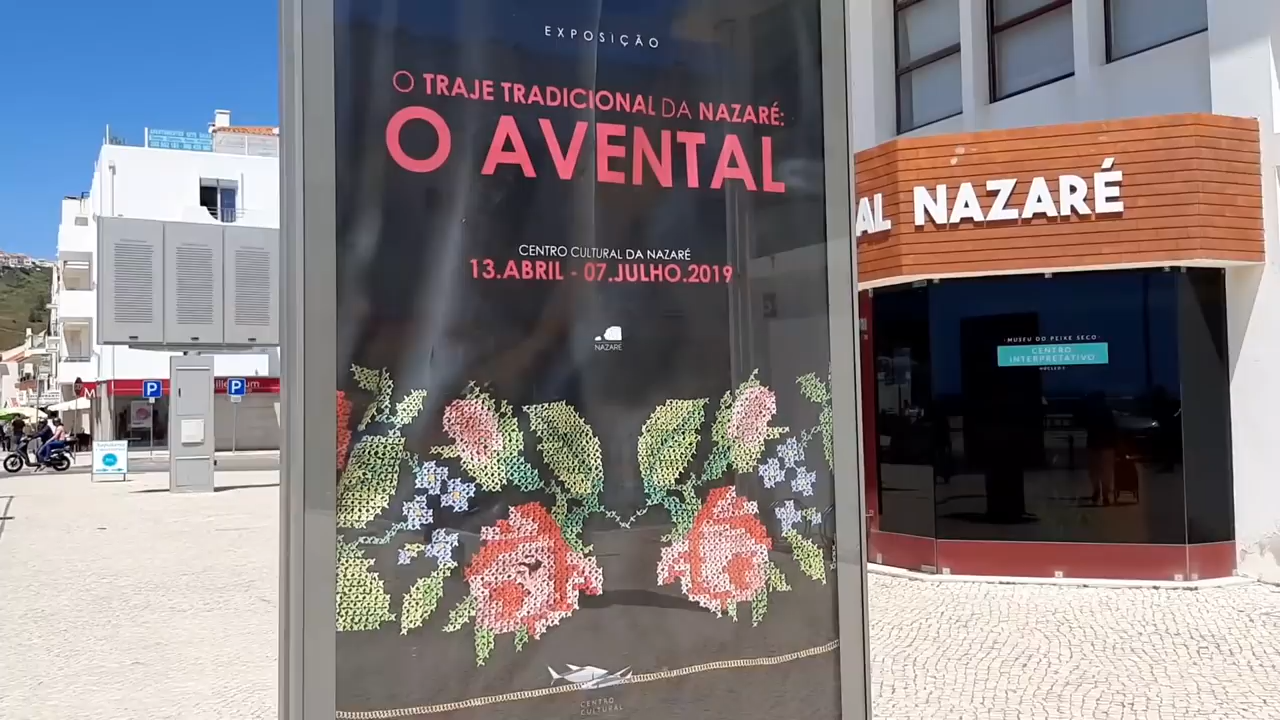 EXPOSIÇÃO
O TRAJE TRADICIONAL DA NAZARÉ:
O AVENTAL
CENTRO CULTURAL DA NAZARÉ
13.ABRIL - 07.JULHO.2019
NAZARÉ
CENTRO
CULTURAL
AL NAZARÉ
·MUSEU DO PEIXE SECO·
CENTRO
INTERPRETATIVO
NÚCLEO I
P
P
M